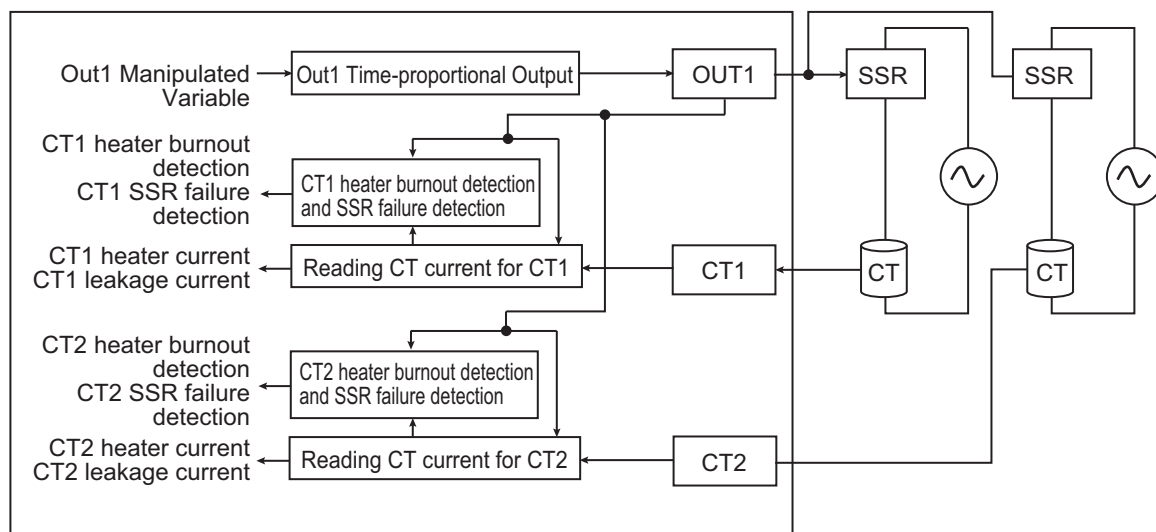 Out1 Manipulated
Variable
Out1 Time-proportional Output
OUT1
SSR
SSR
CT1 heater burnout
detection
CT1 SSR failure
detection
CT1 heater burnout detection
and SSR failure detection
CT1 heater current
CT1 leakage current
Reading CT current for CT1
CT1
CT
CT
CT2 heater burnout
detection
CT2 SSR failure
detection
CT2 heater burnout detection
and SSR failure detection
CT2 heater current
CT2 leakage current
Reading CT current for CT2
CT2